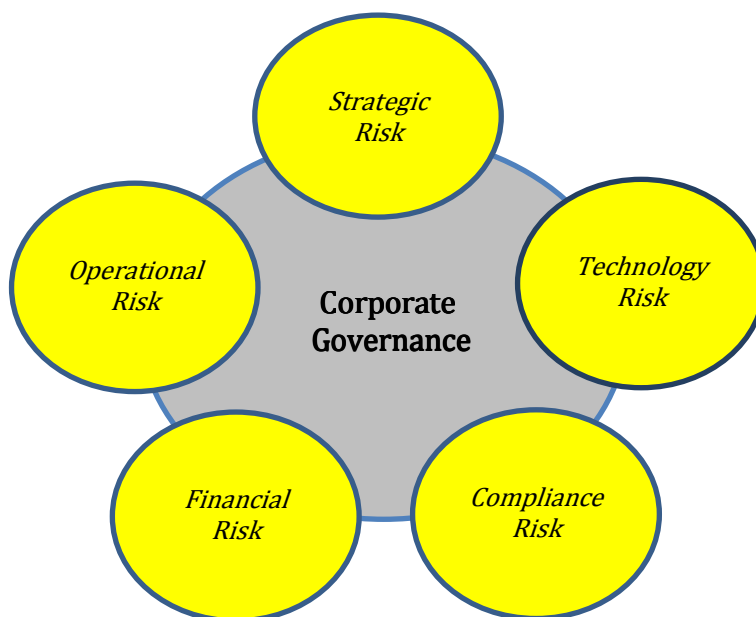 Strategic
Risk
Operational
Risk
Technology
Risk
Corporate
Governance
Financial
Risk
Compliance
Risk